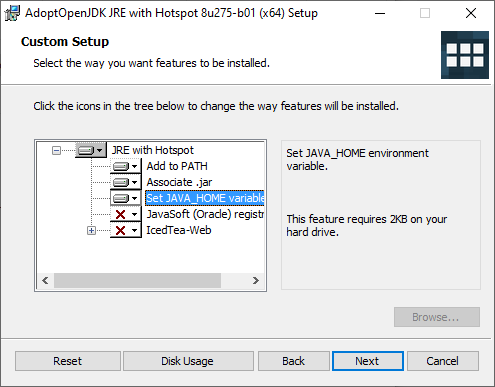 AdoptOpenJDK JRE with Hotspot 8u275-b01 (x64) Setup
Custom Setup
Select the way you want features to be installed.
Click the icons in the tree below to change the way features will be installed.
JRE with Hotspot
Add to PATH
Associate .jar
Set JAVA_HOME variable
JavaSoft (Oracle) registr
IcedTea-Web
Set JAVA_HOME environment
variable.
This feature requires 2KB on your
hard drive.
Browse...
Reset
Disk Usage
Back
Next
Cancel